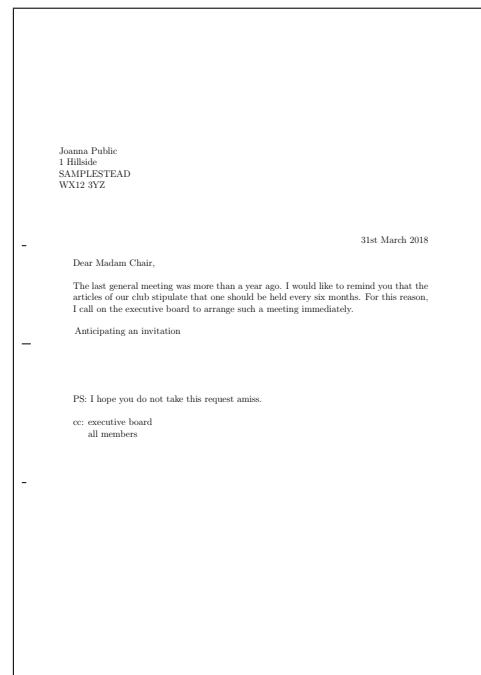 Joanna Public
1 Hillside
SAMPLESTEAD
WX12 3YZ
31st March 2018
Dear Madam Chair,
The last general meeting was more than a year ago. I would like to remind you that the
articles of our club stipulate that one should be held every six months. For this reason,
I call on the executive board to arrange such a meeting immediately.
Anticipating an invitation
PS: I hope you do not take this request amiss.
cc: executive board
all members